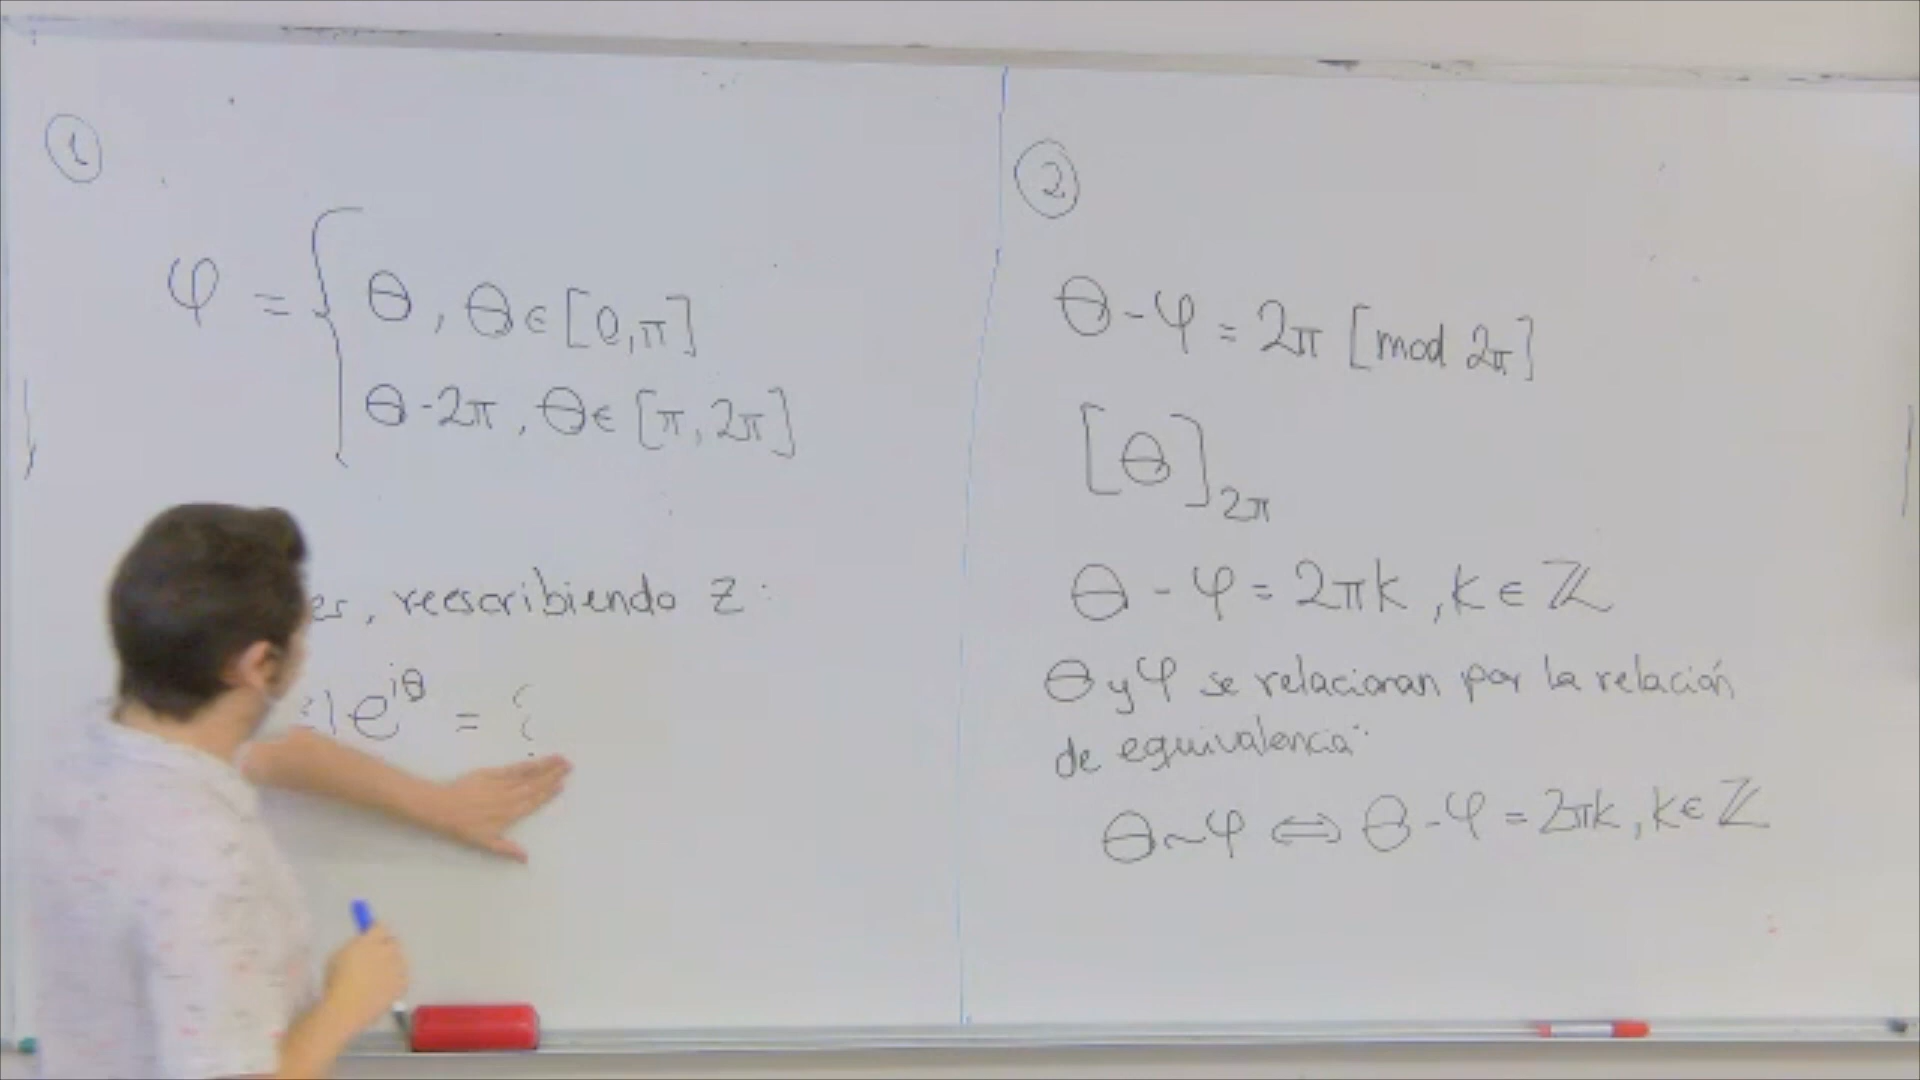 ①
φ = { θ, θ ∈ [0, π]
θ - 2π, θ ∈ [π, 2π]
, reescribiendo z:
| e^{iθ} = {
②
θ - φ = 2π [mod 2π]
[θ]_{2π}
θ - φ = 2πk, k ∈ ℤ
θ y φ se relacionan por la relación
de equivalencia:
θ ~ φ ⇔ θ - φ = 2πk, k ∈ ℤ